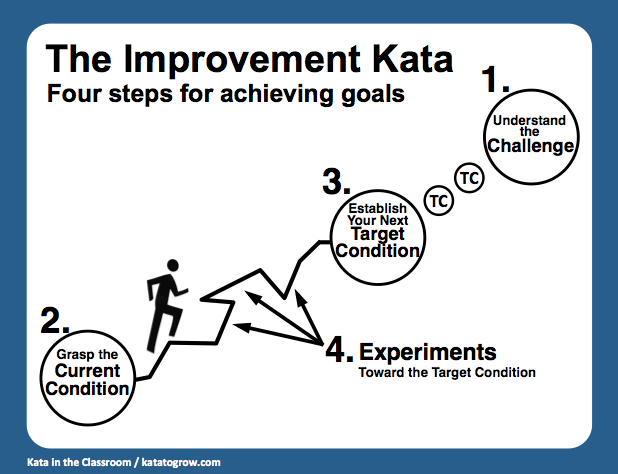 The Improvement Kata
Four steps for achieving goals
1.
Understand
the
Challenge
TC
TC
3.
Establish
Your Next
Target
Condition
2.
Grasp the
Current
Condition
4. Experiments
Toward the Target Condition
Kata in the Classroom / katatogrow.com